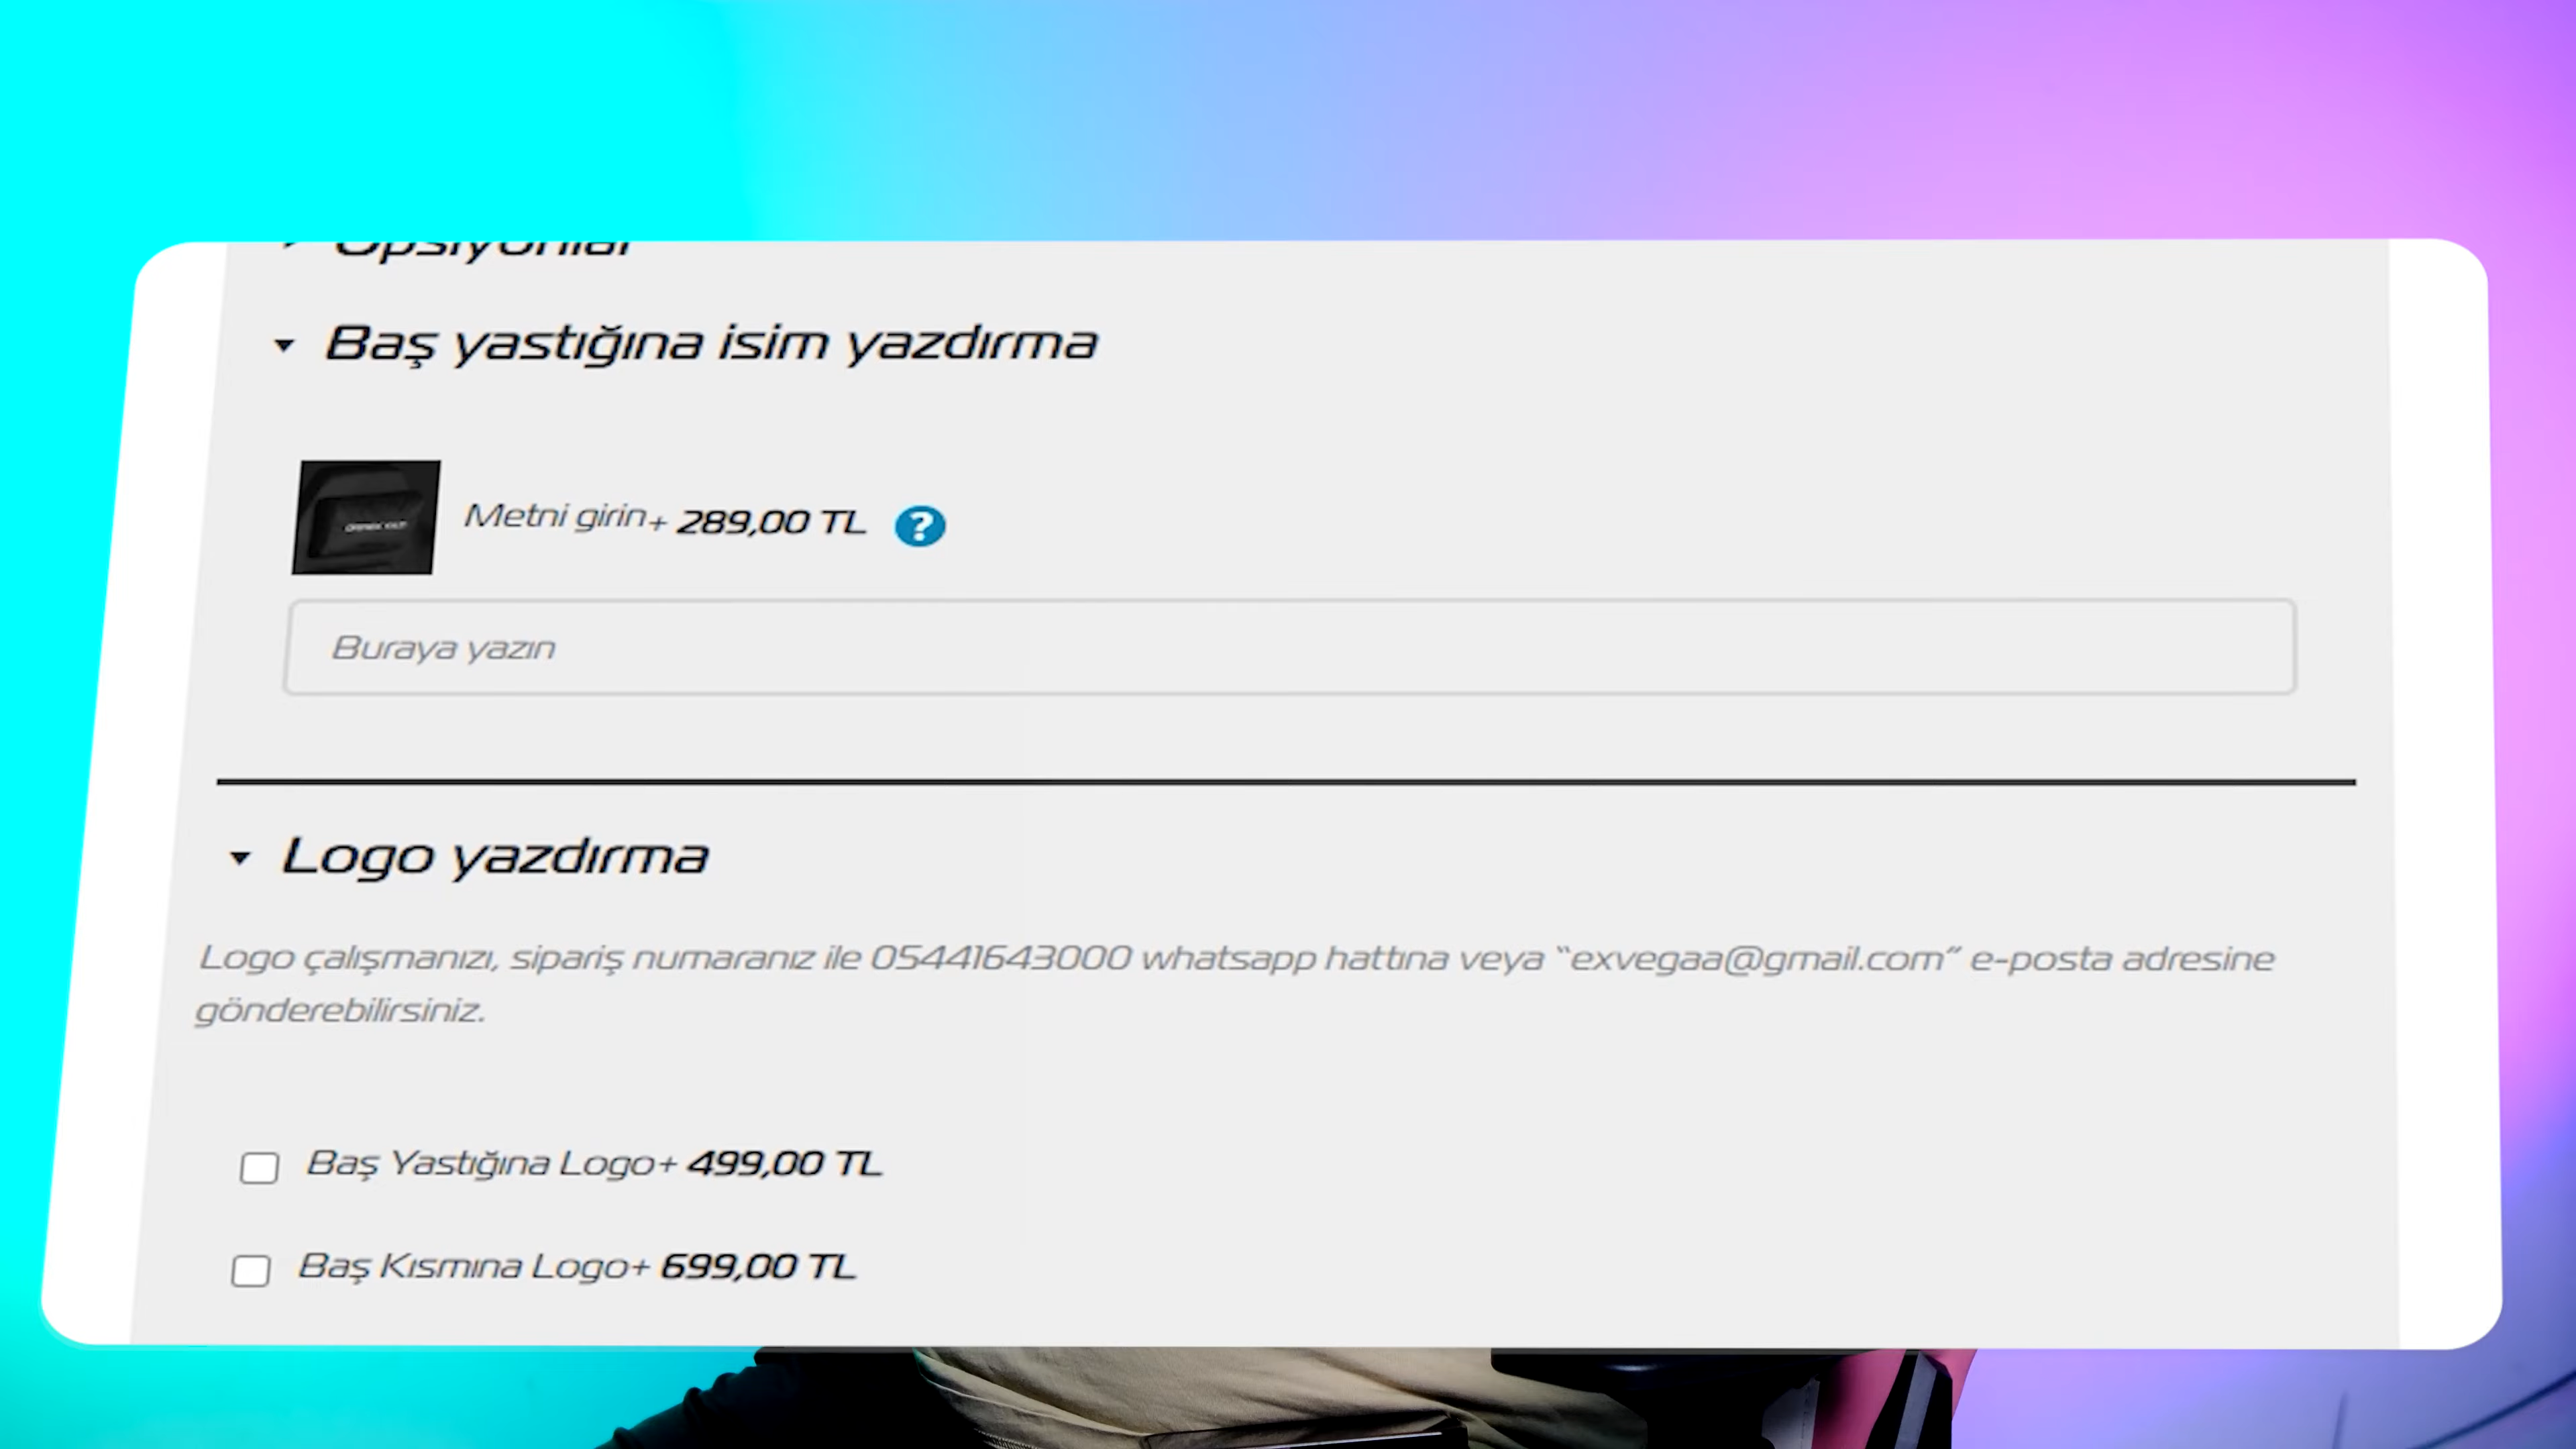 Opsiyonlar
Baş yastığına isim yazdırma
Metni girin+ 289,00 TL ?
Buraya yazın
Logo yazdırma
Logo çalışmanızı, sipariş numaranız ile 05441643000 whatsapp hattına veya “exvegaa@gmail.com” e-posta adresine
gönderebilirsiniz.
Baş Yastığına Logo+ 499,00 TL
Baş Kısmına Logo+ 699,00 TL